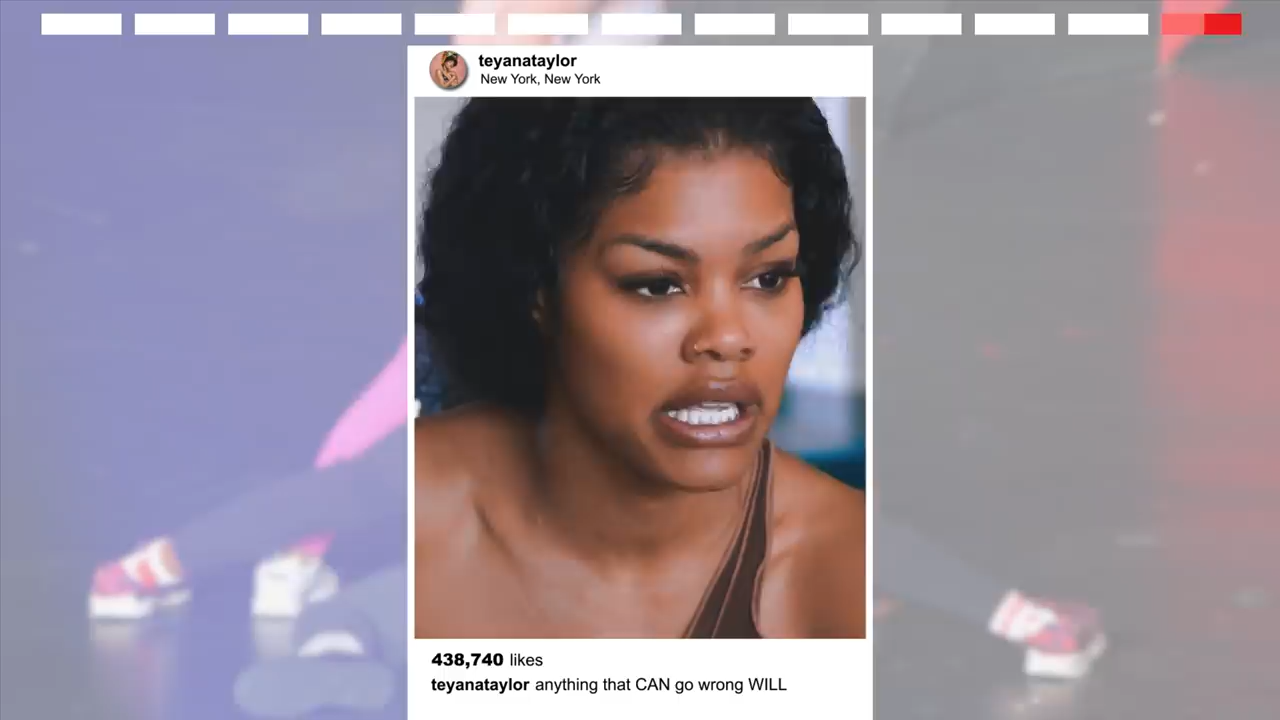 teyanataylor
New York, New York
438,740 likes
teyanataylor anything that CAN go wrong WILL